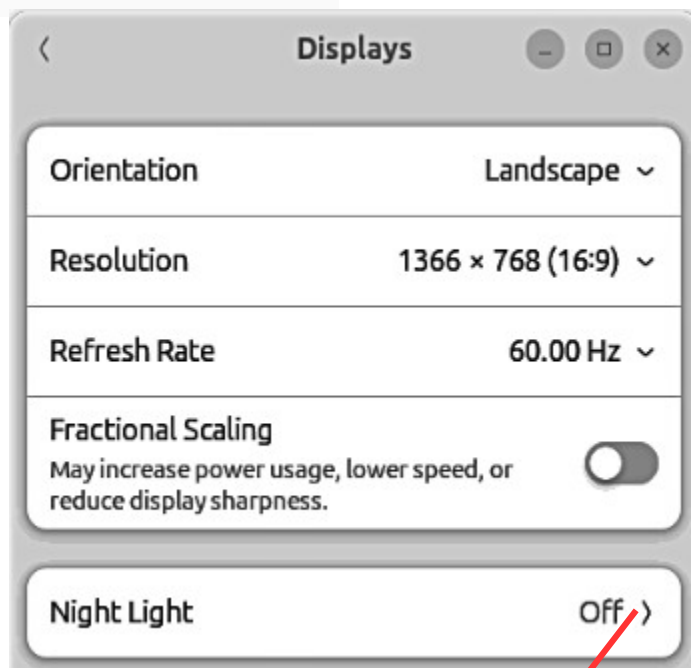 Displays
Orientation Landscape
Resolution 1366 × 768 (16:9)
Refresh Rate 60.00 Hz
Fractional Scaling
May increase power usage, lower speed, or
reduce display sharpness.
Night Light Off